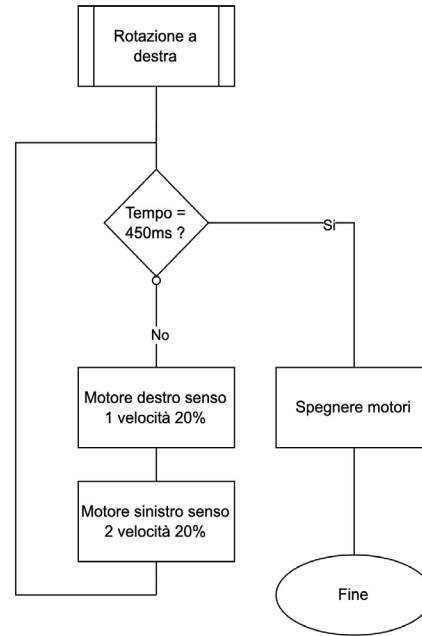 Rotazione a
destra
Tempo =
450ms ?
Si
No
Motore destro senso
1 velocità 20%
Spegnere motori
Motore sinistro senso
2 velocità 20%
Fine